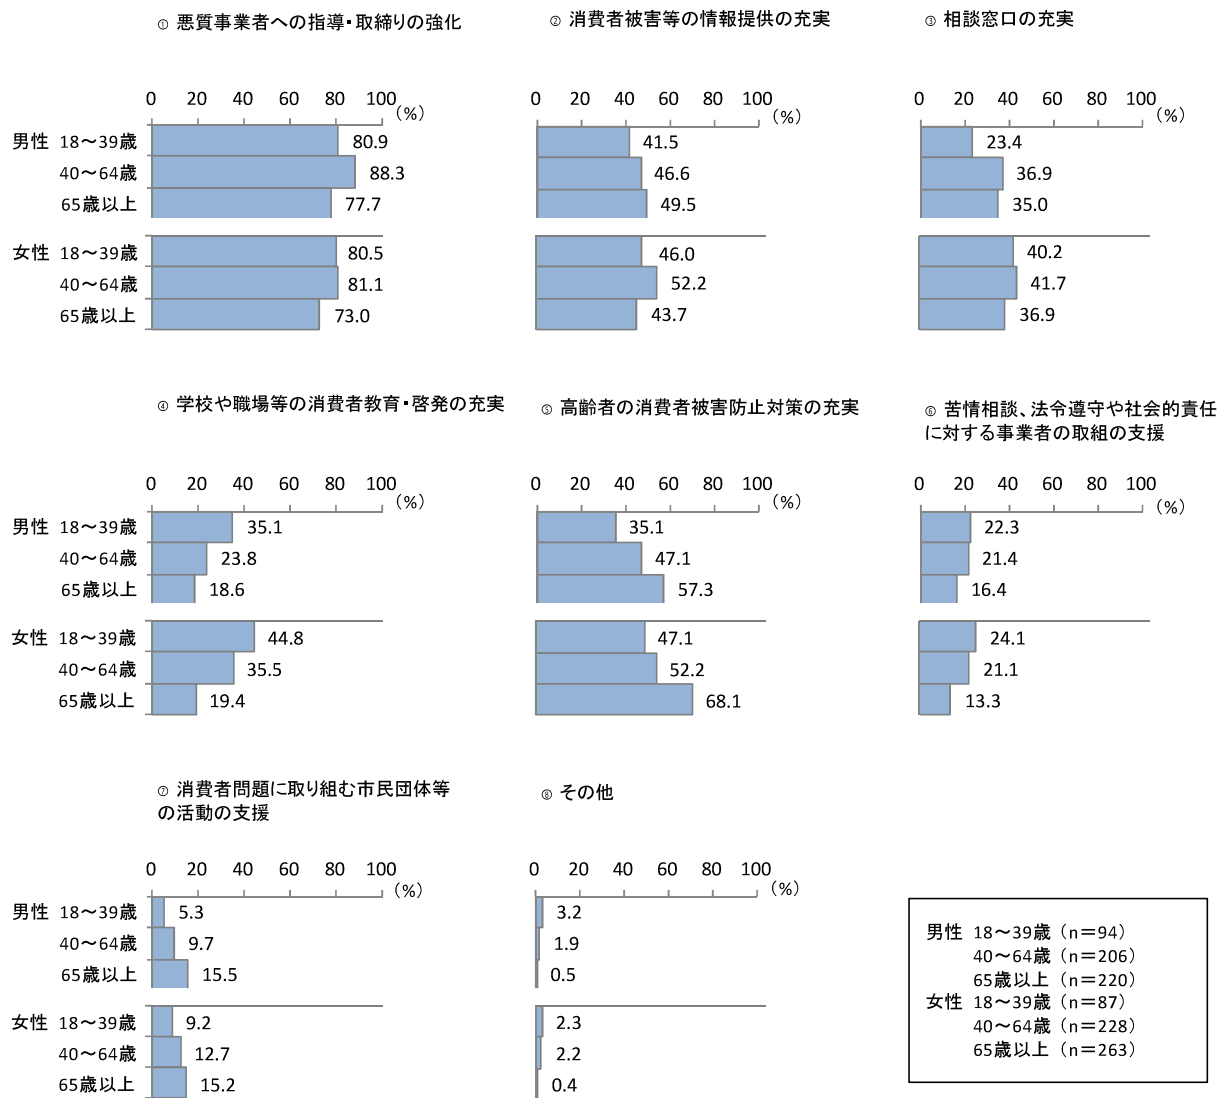 ① 悪質事業者への指導・取締りの強化
0 20 40 60 80 100
(%)
男性 18～39歳 80.9
40～64歳 88.3
65歳以上 77.7
女性 18～39歳 80.5
40～64歳 81.1
65歳以上 73.0
② 消費者被害等の情報提供の充実
0 20 40 60 80 100
(%)
41.5
46.6
49.5
46.0
52.2
43.7
③ 相談窓口の充実
0 20 40 60 80 100
(%)
23.4
36.9
35.0
40.2
41.7
36.9
④ 学校や職場等の消費者教育・啓発の充実
0 20 40 60 80 100
(%)
男性 18～39歳 35.1
40～64歳 23.8
65歳以上 18.6
女性 18～39歳 44.8
40～64歳 35.5
65歳以上 19.4
⑤ 高齢者の消費者被害防止対策の充実
0 20 40 60 80 100
(%)
35.1
47.1
57.3
47.1
52.2
68.1
⑥ 苦情相談、法令遵守や社会的責任
に対する事業者の取組の支援
0 20 40 60 80 100
(%)
22.3
21.4
16.4
24.1
21.1
13.3
⑦ 消費者問題に取り組む市民団体等
の活動の支援
0 20 40 60 80 100
(%)
男性 18～39歳 5.3
40～64歳 9.7
65歳以上 15.5
女性 18～39歳 9.2
40～64歳 12.7
65歳以上 15.2
⑧ その他
0 20 40 60 80 100
(%)
3.2
1.9
0.5
2.3
2.2
0.4
男性 18～39歳（n＝94）
40～64歳（n＝206）
65歳以上（n＝220）
女性 18～39歳（n＝87）
40～64歳（n＝228）
65歳以上（n＝263）